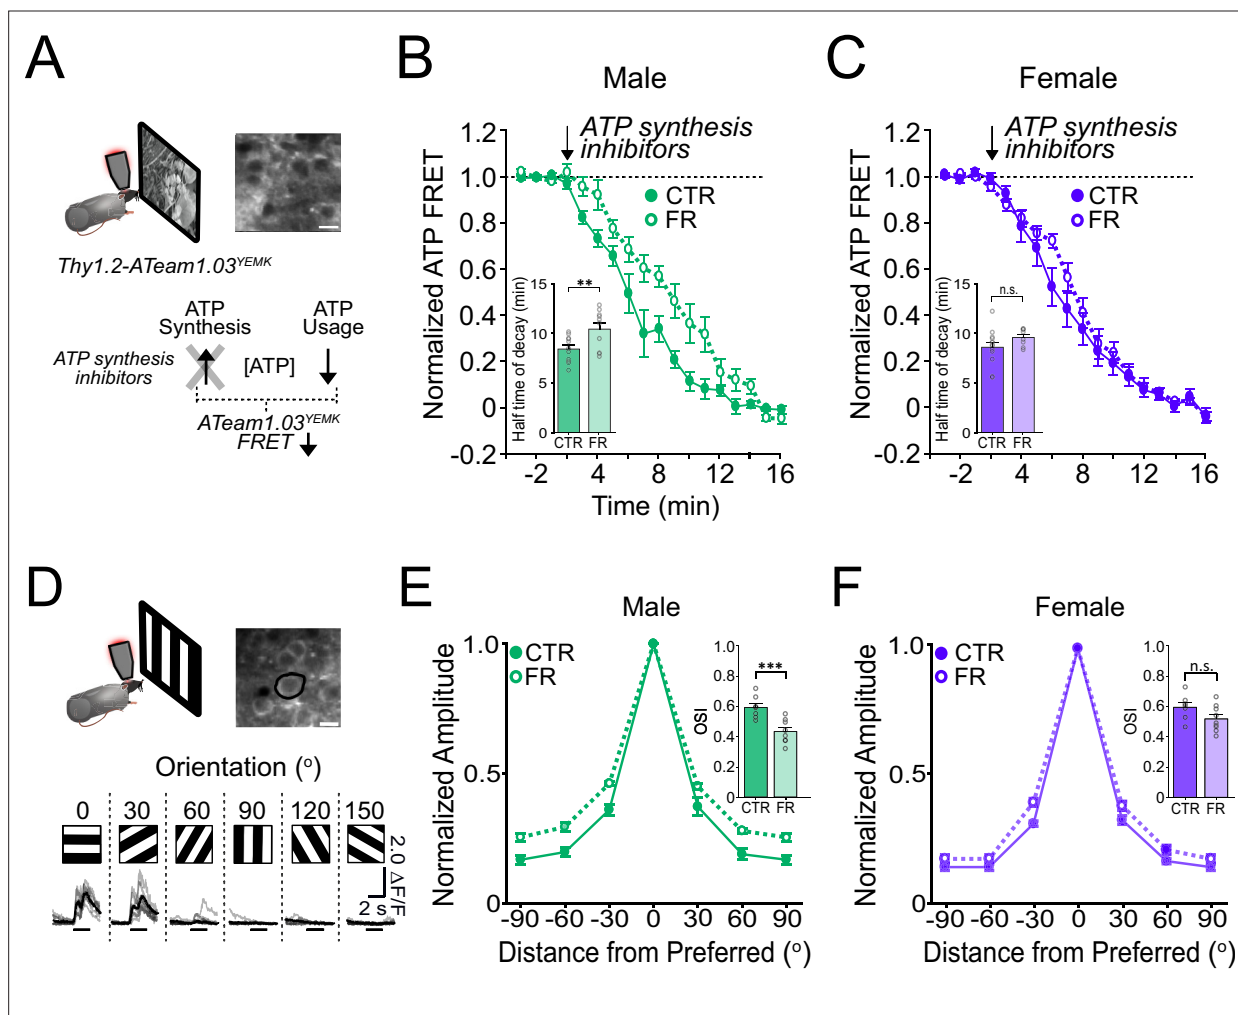 A
Thy1.2-ATeam1.03YEMK
ATP
Synthesis
ATP
Usage
ATP synthesis
inhibitors
[ATP]
ATeam1.03YEMK
FRET
B
Male
ATP synthesis
inhibitors
CTR
FR
Normalized ATP FRET
1.2
1.0
0.8
0.6
0.4
0.2
0
-0.2
-2
4
8
12
16
Time (min)
Half time of decay (min)
15
10
5
0
**
CTR
FR
C
Female
ATP synthesis
inhibitors
CTR
FR
Normalized ATP FRET
1.2
1.0
0.8
0.6
0.4
0.2
0
-0.2
-2
4
8
12
16
Half time of decay (min)
15
10
5
0
n.s.
CTR
FR
D
Orientation (o)
0 30 60 90 120 150
2.0 ΔF/F
2 s
E
Male
CTR
FR
Normalized Amplitude
1.0
0.5
0
-90 -60 -30 0 30 60 90
Distance from Preferred (o)
OSI
1.0
0.8
0.6
0.4
0.2
0
***
CTR FR
F
Female
CTR
FR
Normalized Amplitude
1.0
0.5
0
-90 -60 -30 0 30 60 90
Distance from Preferred (o)
OSI
1.0
0.8
0.6
0.4
0.2
0
n.s.
CTR FR